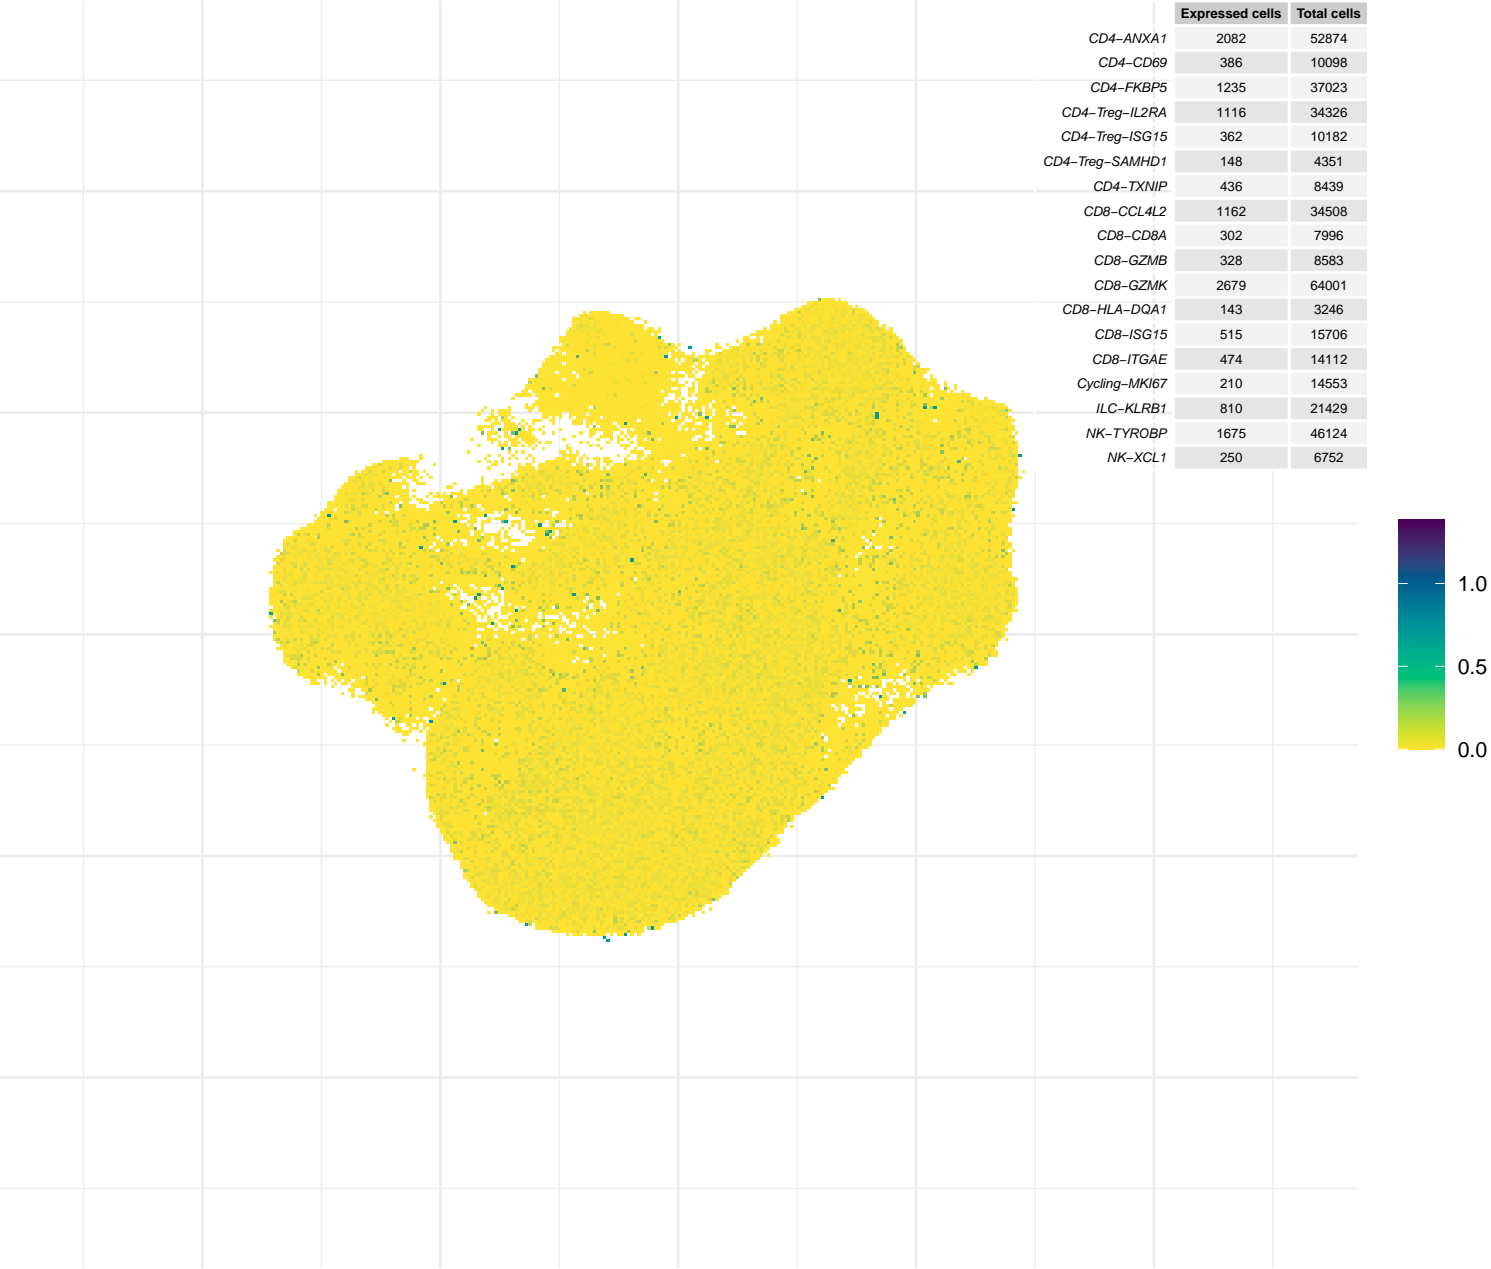 Expressed cells Total cells
CD4−ANXA1 2082 52874
CD4−CD69 386 10098
CD4−FKBP5 1235 37023
CD4−Treg−IL2RA 1116 34326
CD4−Treg−ISG15 362 10182
CD4−Treg−SAMHD1 148 4351
CD4−TXNIP 436 8439
CD8−CCL4L2 1162 34508
CD8−CD8A 302 7996
CD8−GZMB 328 8583
CD8−GZMK 2679 64001
CD8−HLA−DQA1 143 3246
CD8−ISG15 515 15706
CD8−ITGAE 474 14112
Cycling−MKI67 210 14553
ILC−KLRB1 810 21429
NK−TYROBP 1675 46124
NK−XCL1 250 6752
1.0
0.5
0.0